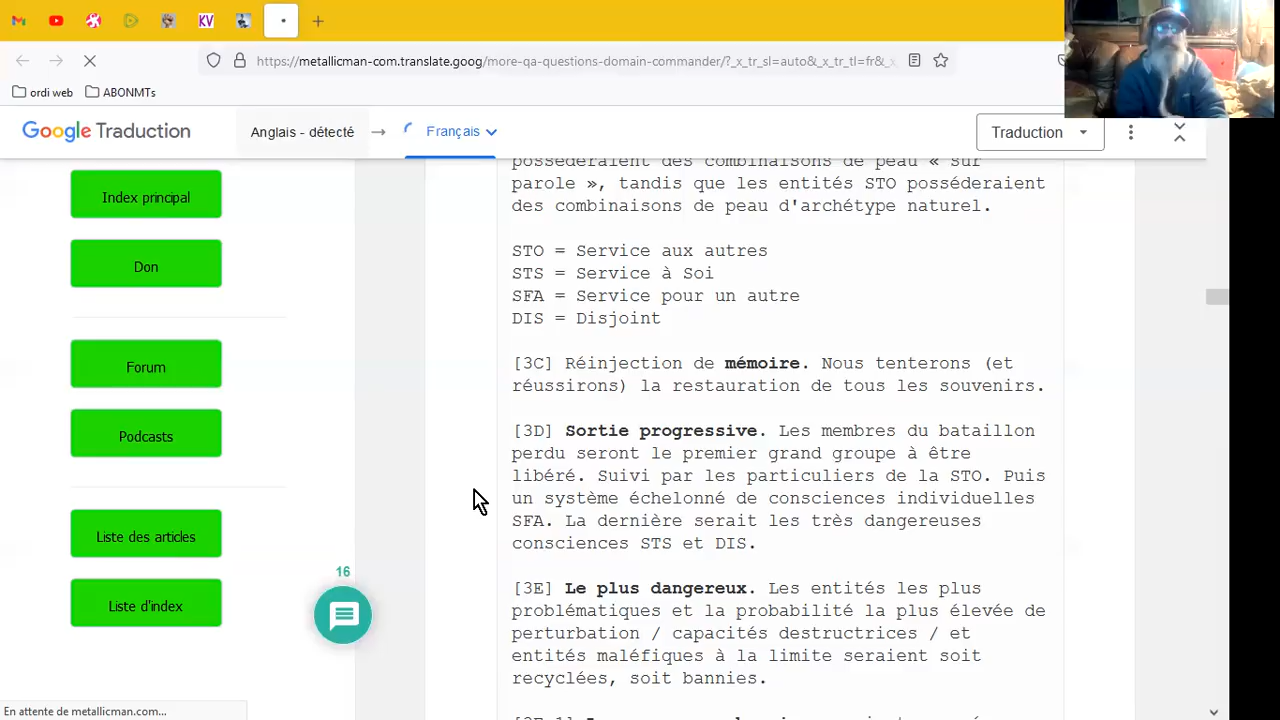 KV
https://metallicman-com.translate.goog/more-qa-questions-domain-commander/?_x_tr_sl=auto&_x_tr_tl=fr&_x_
ordi web
ABONMTs
Google Traduction
Anglais - détecté
Français
Traduction
Index principal
Don
Forum
Podcasts
Liste des articles
Liste d'index
16
posséderaient des combinaisons de peau « sur
parole », tandis que les entités STO posséderaient
des combinaisons de peau d'archétype naturel.
STO = Service aux autres
STS = Service à Soi
SFA = Service pour un autre
DIS = Disjoint
[3C] Réinjection de mémoire. Nous tenterons (et
réussirons) la restauration de tous les souvenirs.
[3D] Sortie progressive. Les membres du bataillon
perdu seront le premier grand groupe à être
libéré. Suivi par les particuliers de la STO. Puis
un système échelonné de consciences individuelles
SFA. La dernière serait les très dangereuses
consciences STS et DIS.
[3E] Le plus dangereux. Les entités les plus
problématiques et la probabilité la plus élevée de
perturbation / capacités destructrices / et
entités maléfiques à la limite seraient soit
recyclées, soit bannies.
En attente de metallicman.com...